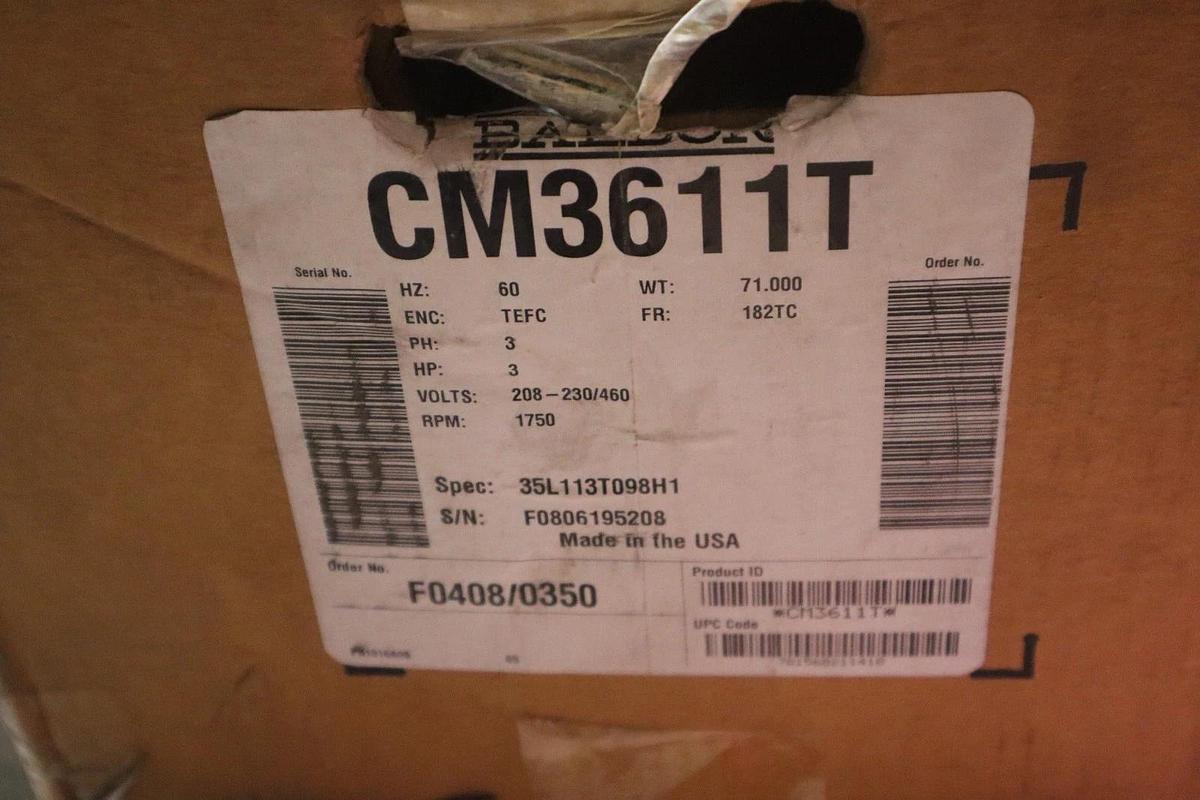 BALDOR
CM3611T
Serial No.
Order No.
HZ: 60 WT: 71.000
ENC: TEFC FR: 182TC
PH: 3
HP: 3
VOLTS: 208-230/460
RPM: 1750
Spec: 35L113T098H1
S/N: F0806195208
Made in the USA
Order No.
F0408/0350
Product ID
*CM3611T*
UPC Code